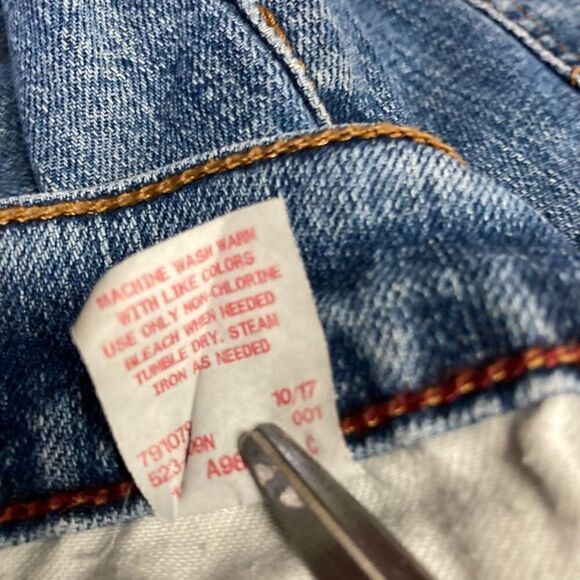 MACHINE WASH WARM
WITH LIKE COLORS
USE ONLY NON-CHLORINE
BLEACH WHEN NEEDED
TUMBLE DRY. STEAM
IRON AS NEEDED
10/17
001
C